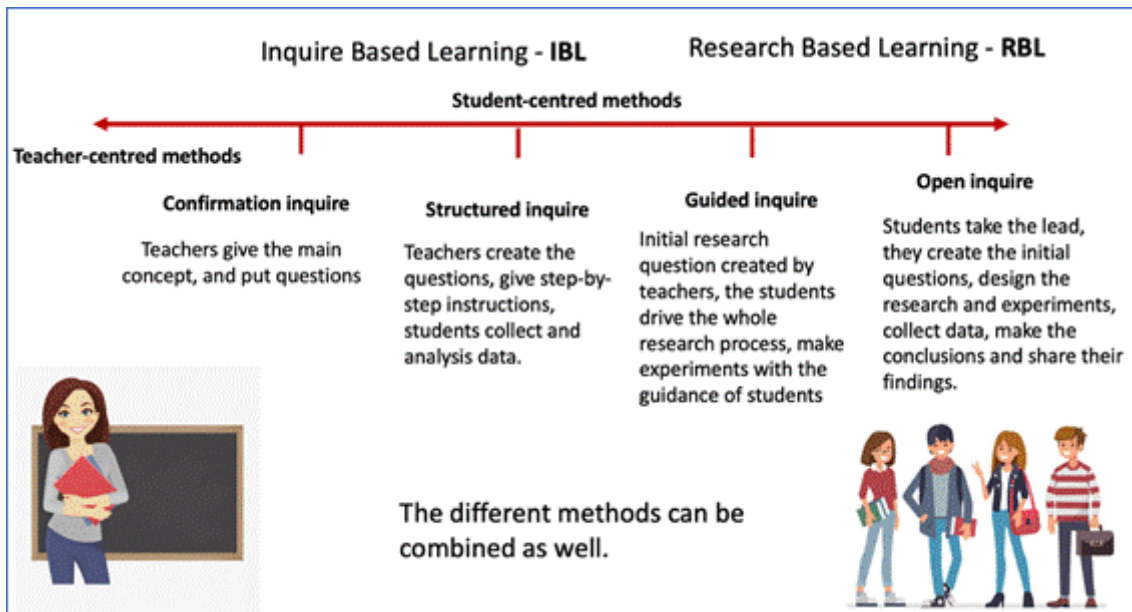 Inquire Based Learning - IBL
Research Based Learning - RBL
Student-centred methods
Teacher-centred methods
Confirmation inquire
Teachers give the main
concept, and put questions
Structured inquire
Teachers create the
questions, give step-by-
step instructions,
students collect and
analysis data.
Guided inquire
Initial research
question created by
teachers, the students
drive the whole
research process, make
experiments with the
guidance of students
Open inquire
Students take the lead,
they create the initial
questions, design the
research and experiments,
collect data, make the
conclusions and share their
findings.
The different methods can be
combined as well.